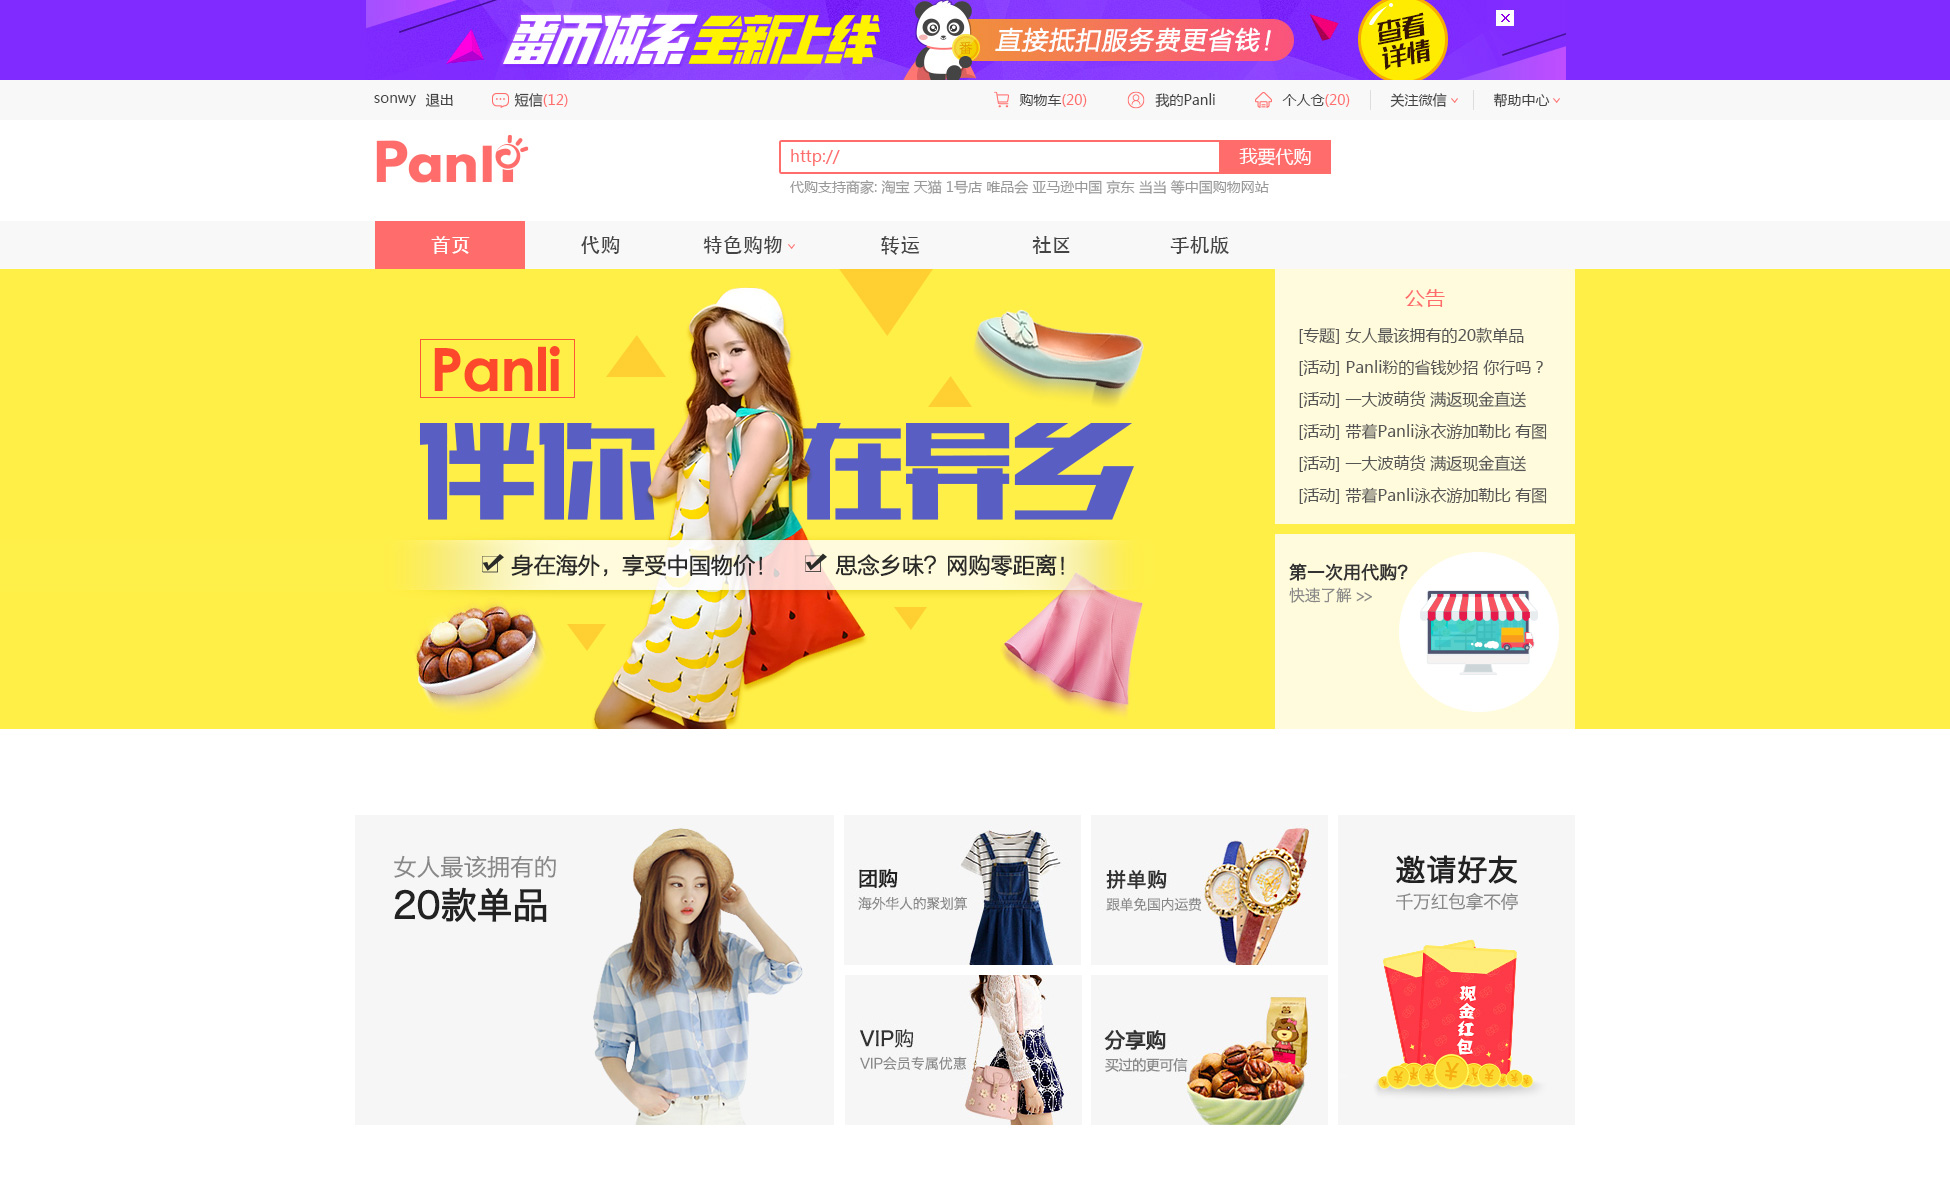 番币体系全新上线
番
直接抵扣服务费更省钱！
查看
详情
sonwy 退出 短信(12) 购物车(20) 我的Panli 个人仓(20) 关注微信 帮助中心
Panli
http://
我要代购
代购支持商家: 淘宝 天猫 1号店 唯品会 亚马逊中国 京东 当当 等中国购物网站
首页 代购 特色购物 转运 社区 手机版
Panli
伴你在异乡
身在海外，享受中国物价！ 思念乡味？网购零距离！
公告
[专题] 女人最该拥有的20款单品
[活动] Panli粉的省钱妙招 你行吗？
[活动] 一大波萌货 满返现金直送
[活动] 带着Panli泳衣游加勒比 有图
[活动] 一大波萌货 满返现金直送
[活动] 带着Panli泳衣游加勒比 有图
第一次用代购?
快速了解 >>
女人最该拥有的
20款单品
团购
海外华人的聚划算
拼单购
跟单免国内运费
VIP购
VIP会员专属优惠
分享购
买过的更可信
邀请好友
千万红包拿不停
现金红包